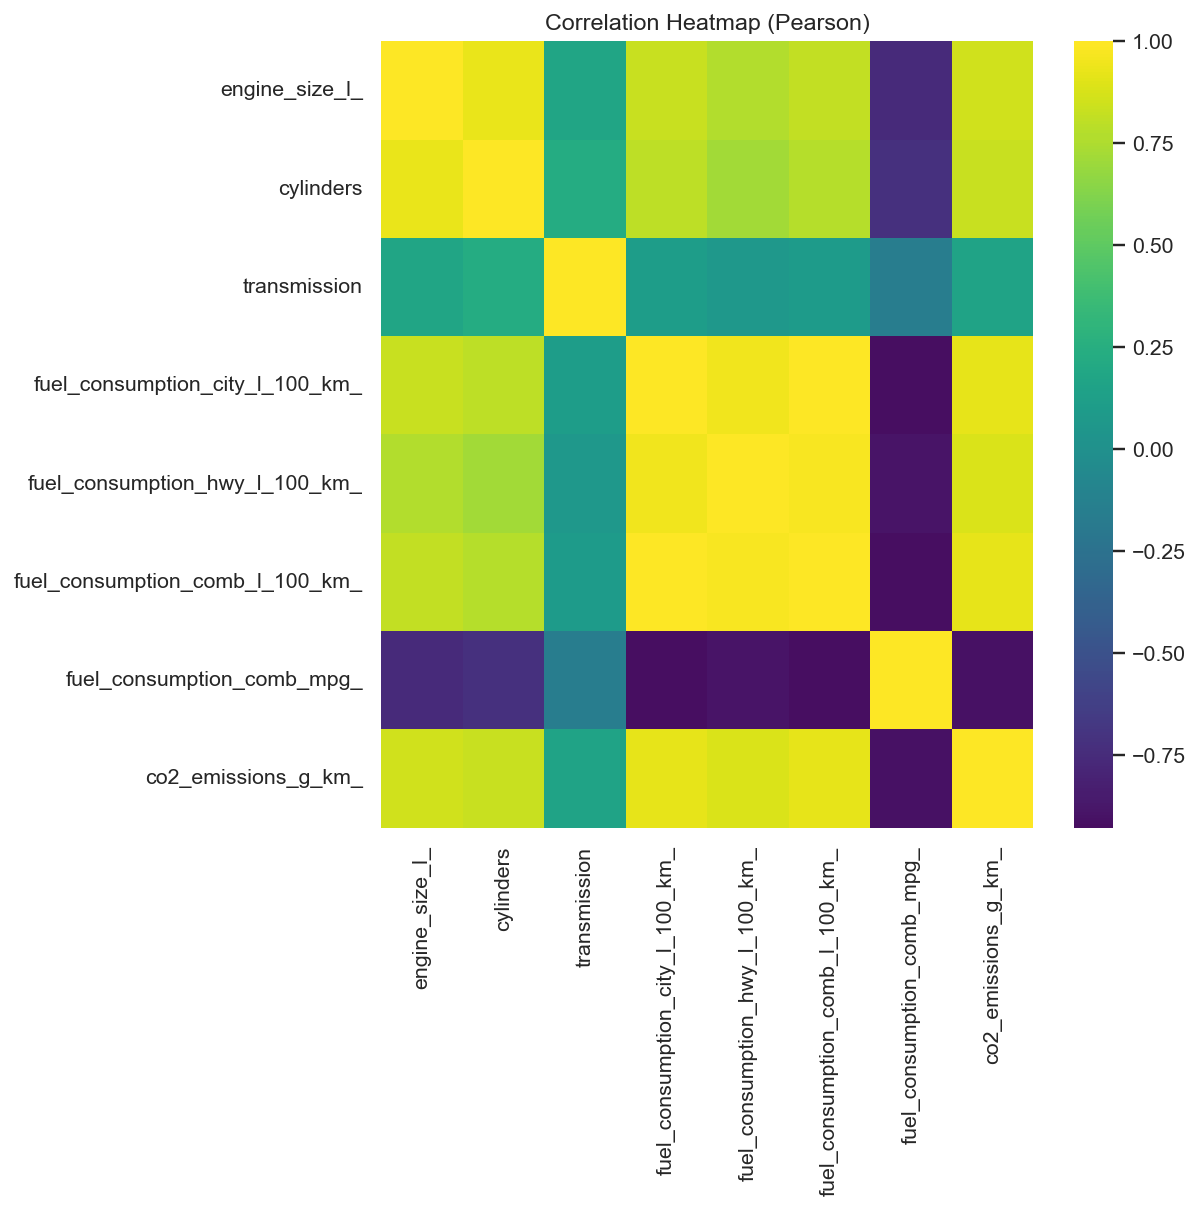 Correlation Heatmap (Pearson)
engine_size_l_
cylinders
transmission
fuel_consumption_city_l_100_km_
fuel_consumption_hwy_l_100_km_
fuel_consumption_comb_l_100_km_
fuel_consumption_comb_mpg_
co2_emissions_g_km_
engine_size_l_
cylinders
transmission
fuel_consumption_city_l_100_km_
fuel_consumption_hwy_l_100_km_
fuel_consumption_comb_l_100_km_
fuel_consumption_comb_mpg_
co2_emissions_g_km_
1.00
0.75
0.50
0.25
0.00
−0.25
−0.50
−0.75